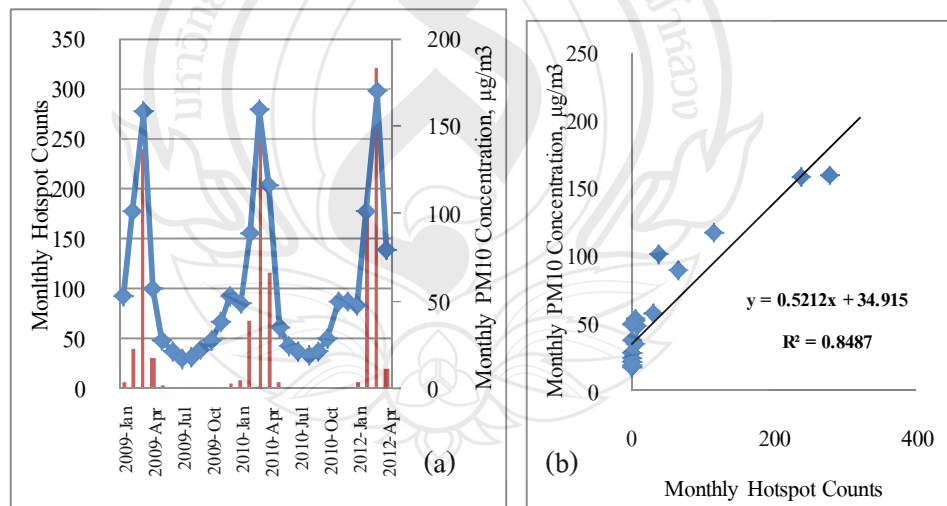 350
300
250
200
150
100
50
0
Monlthly Hotspot Counts
200
150
100
50
0
Monthly PM10 Concentration, µg/m3
2009-Jan
2009-Apr
2009-Jul
2009-Oct
2010-Jan
2010-Apr
2010-Jul
2010-Oct
2012-Jan
2012-Apr
(a)
250
200
150
100
50
0
Monthly PM10 Concentration, µg/m3
y = 0.5212x + 34.915
R² = 0.8487
0
200
400
(b)
Monthly Hotspot Counts